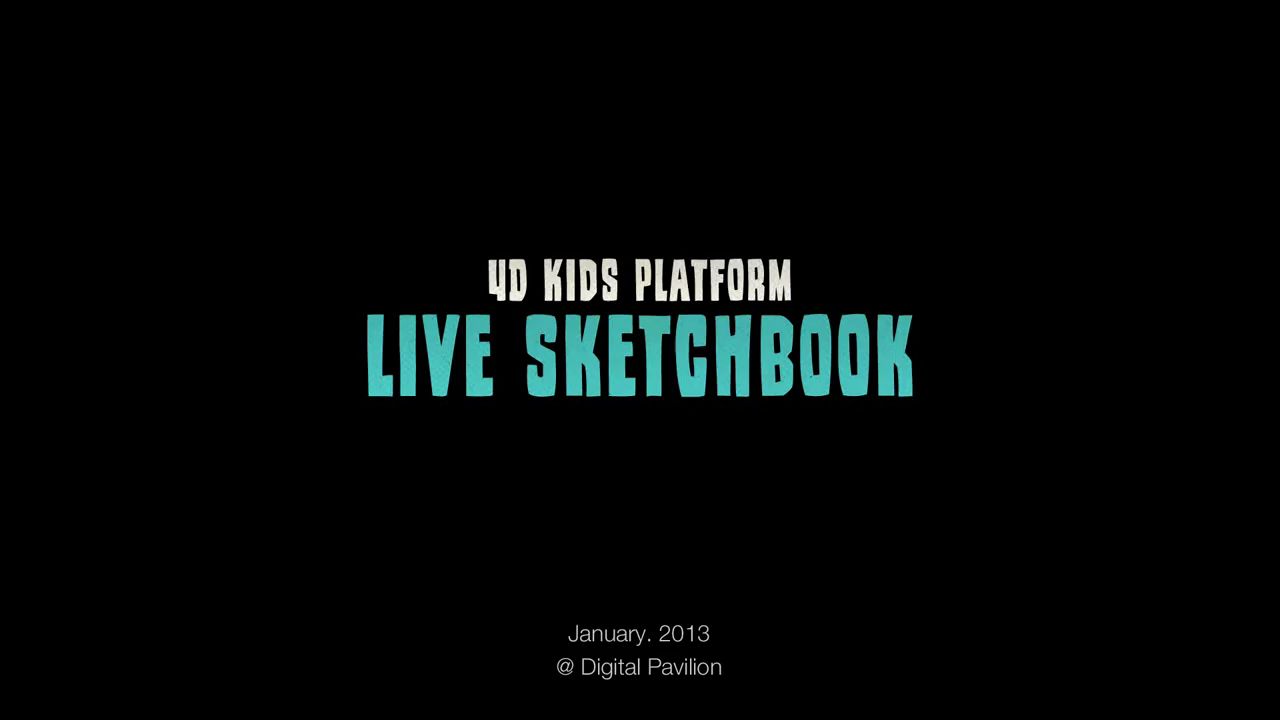 4D KIDS PLATFORM
LIVE SKETCHBOOK
January. 2013
@ Digital Pavilion